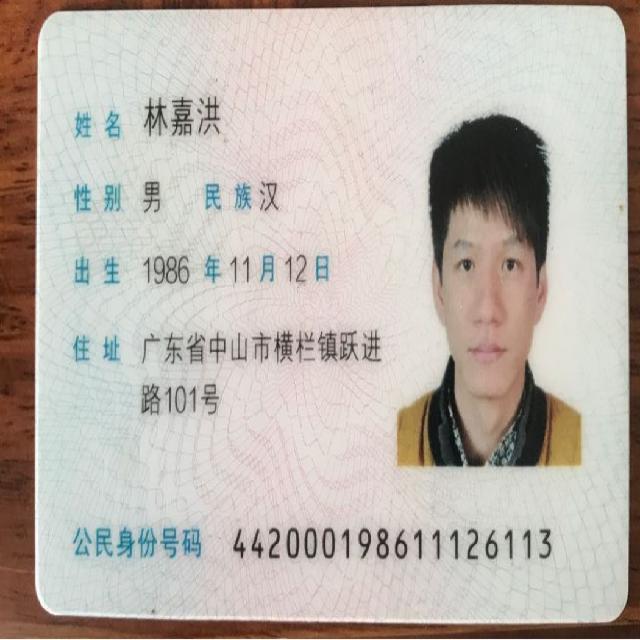 姓名 林嘉洪
性别 男 民族 汉
出生 1986 年 11 月 12 日
住址 广东省中山市横栏镇跃进
路101号
公民身份号码 442000198611126113